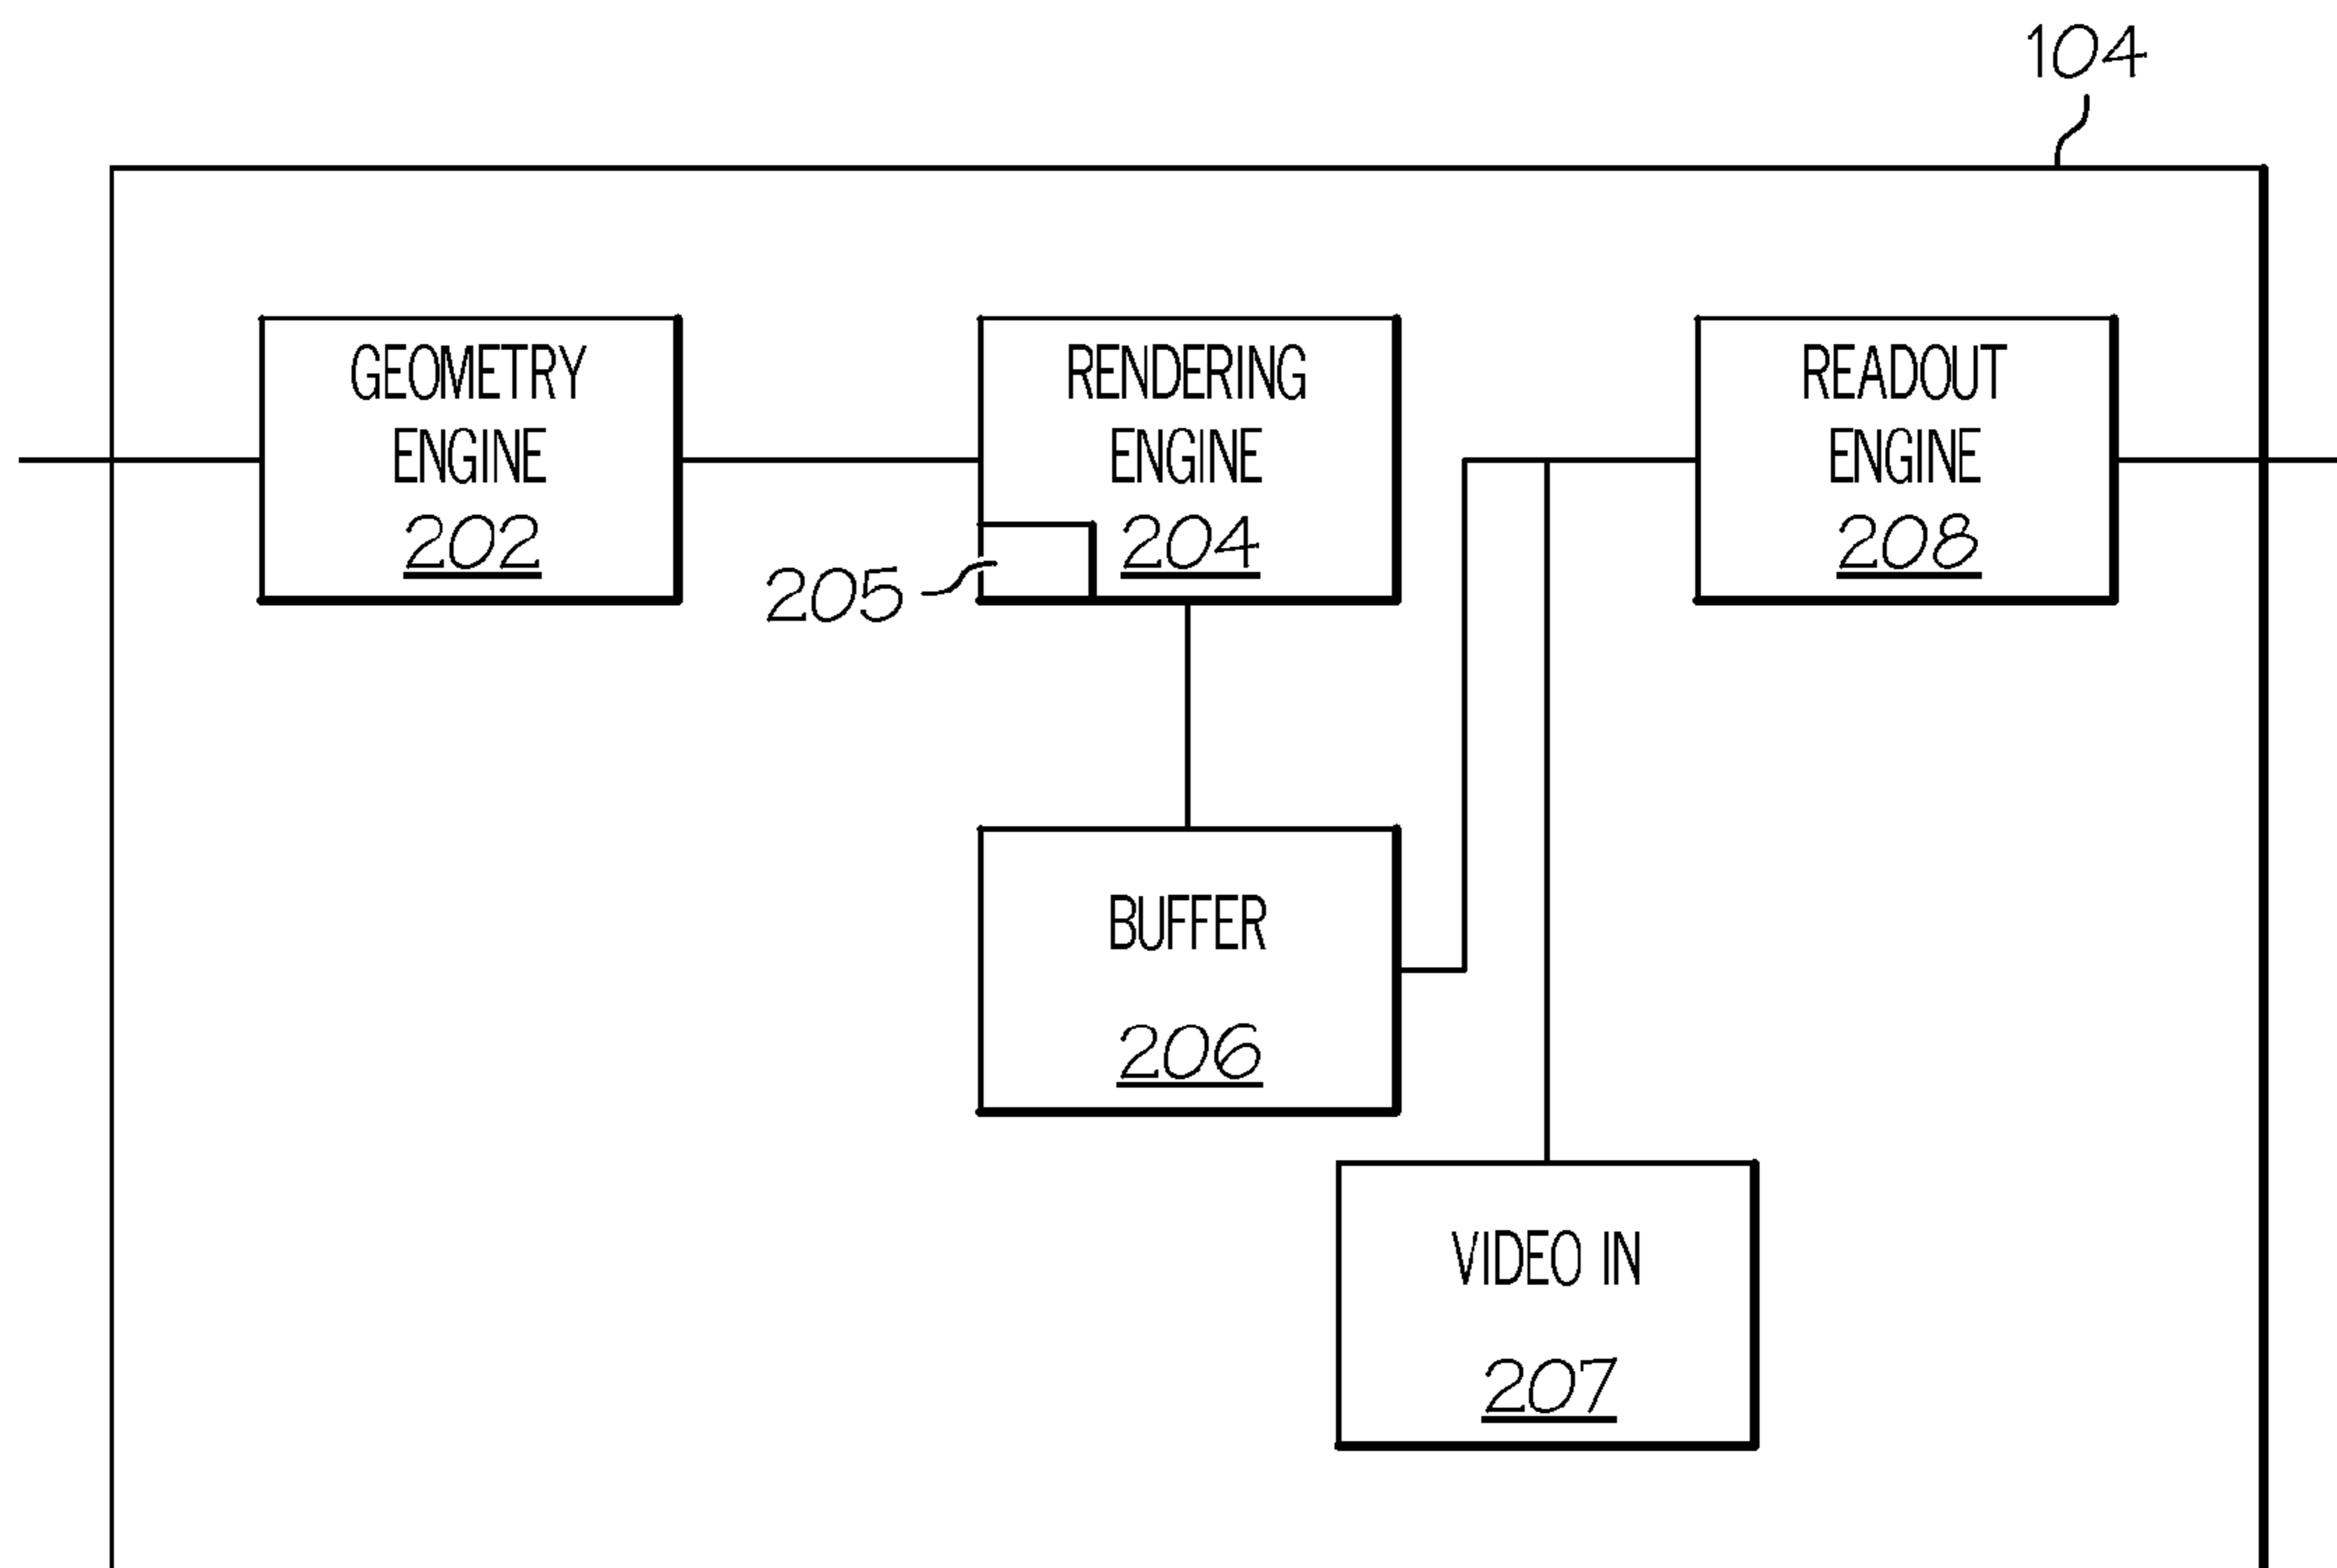 104
GEOMETRY
ENGINE
202
RENDERING
ENGINE
204
205
READOUT
ENGINE
208
BUFFER
206
VIDEO IN
207